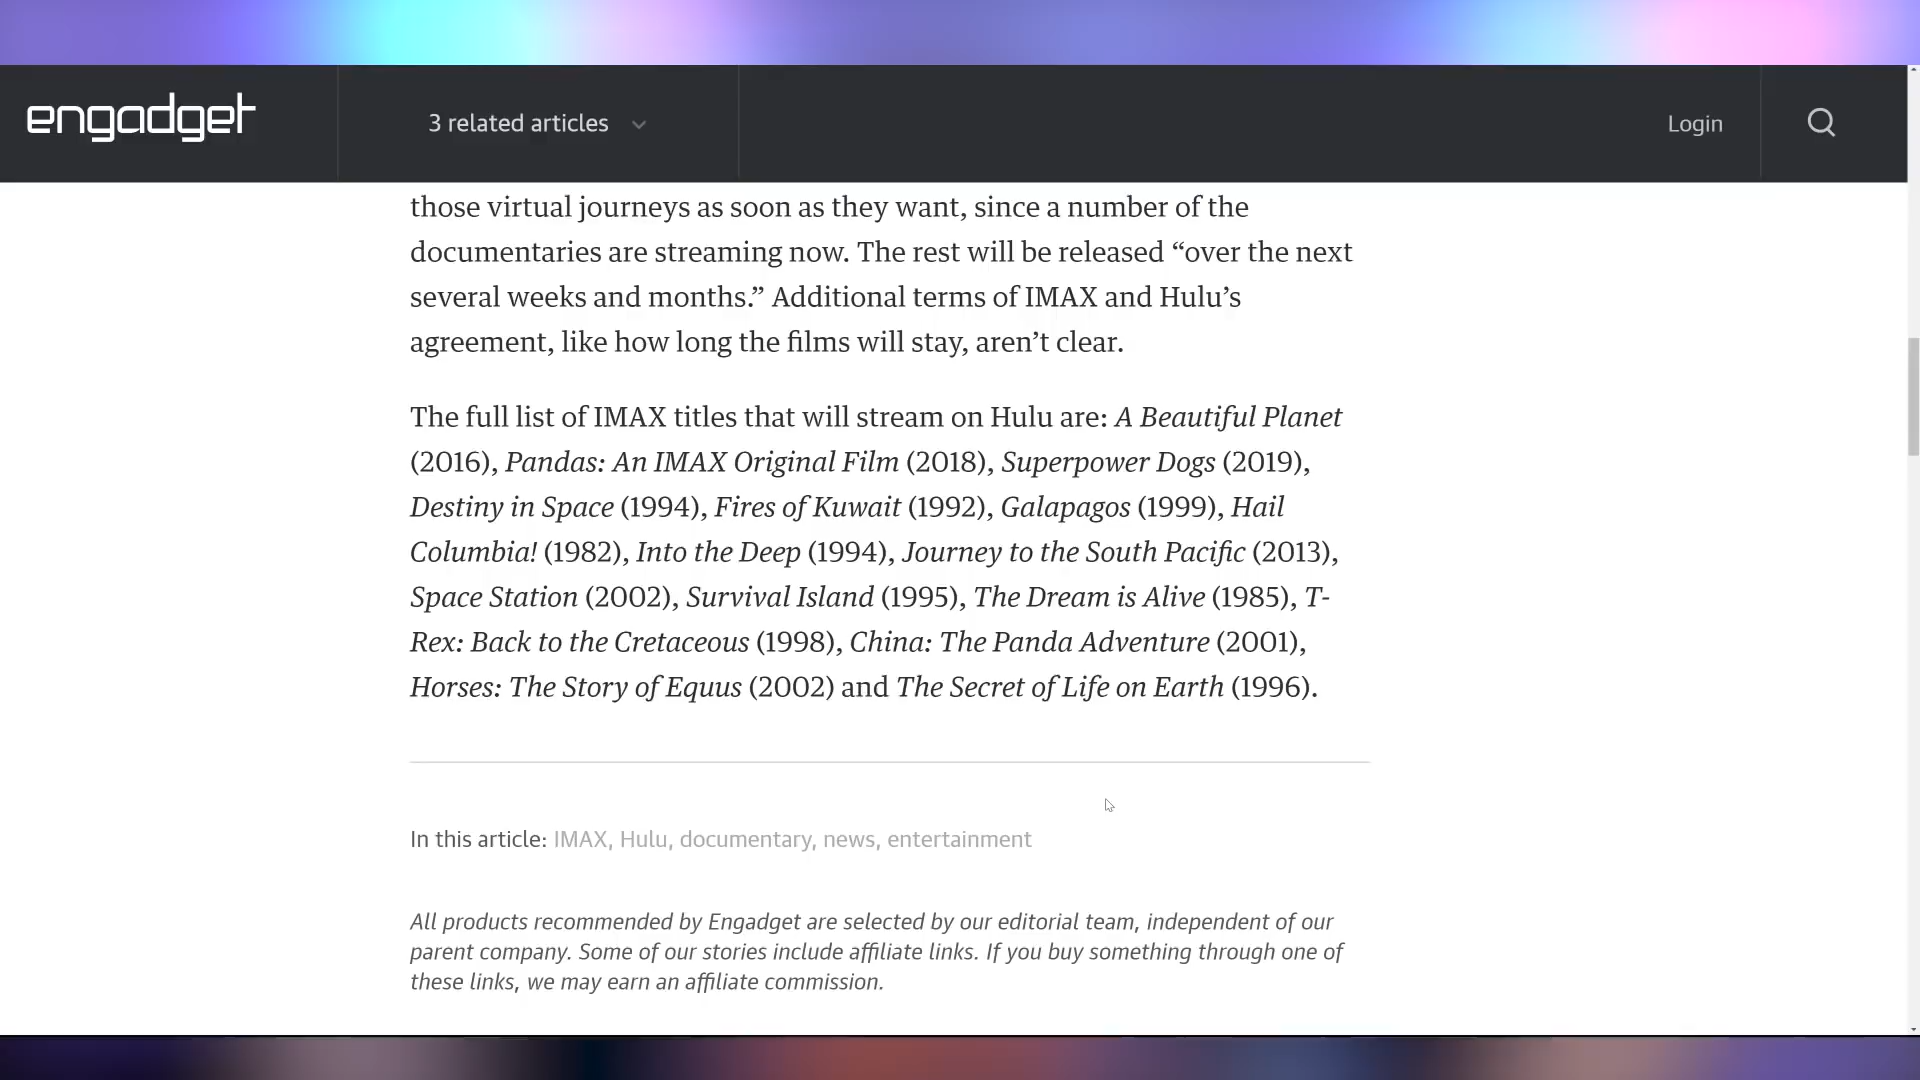 engadget
3 related articles
Login
those virtual journeys as soon as they want, since a number of the
documentaries are streaming now. The rest will be released “over the next
several weeks and months.” Additional terms of IMAX and Hulu’s
agreement, like how long the films will stay, aren’t clear.
The full list of IMAX titles that will stream on Hulu are: A Beautiful Planet
(2016), Pandas: An IMAX Original Film (2018), Superpower Dogs (2019),
Destiny in Space (1994), Fires of Kuwait (1992), Galapagos (1999), Hail
Columbia! (1982), Into the Deep (1994), Journey to the South Pacific (2013),
Space Station (2002), Survival Island (1995), The Dream is Alive (1985), T-
Rex: Back to the Cretaceous (1998), China: The Panda Adventure (2001),
Horses: The Story of Equus (2002) and The Secret of Life on Earth (1996).
In this article: IMAX, Hulu, documentary, news, entertainment
All products recommended by Engadget are selected by our editorial team, independent of our
parent company. Some of our stories include affiliate links. If you buy something through one of
these links, we may earn an affiliate commission.